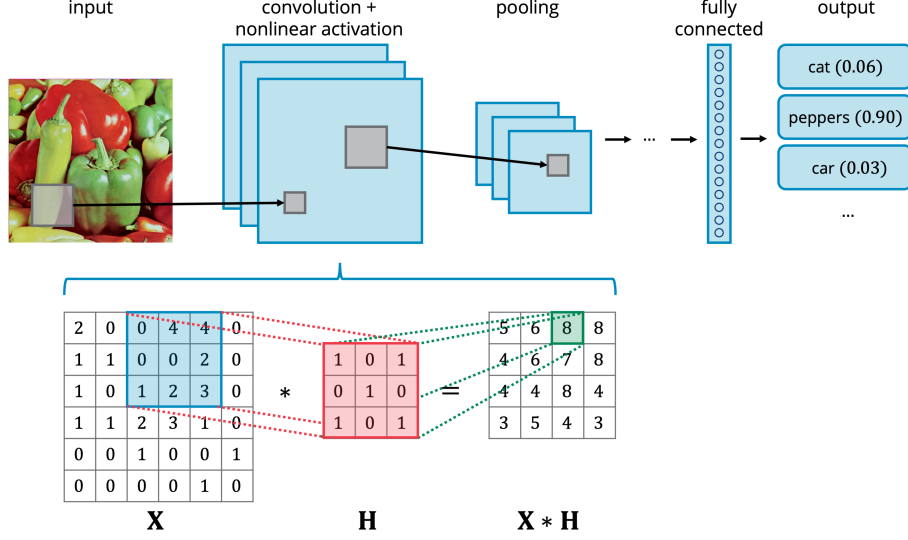 input
convolution +
nonlinear activation
pooling
fully
connected
output
cat (0.06)
peppers (0.90)
car (0.03)
...
...
2 0 0 4 4 0
1 1 0 0 2 0
1 0 1 2 3 0
1 1 2 3 1 0
0 0 1 0 0 1
0 0 0 0 1 0
*
1 0 1
0 1 0
1 0 1
=
5 6 8 8
4 6 7 8
4 4 8 4
3 5 4 3
X
H
X * H